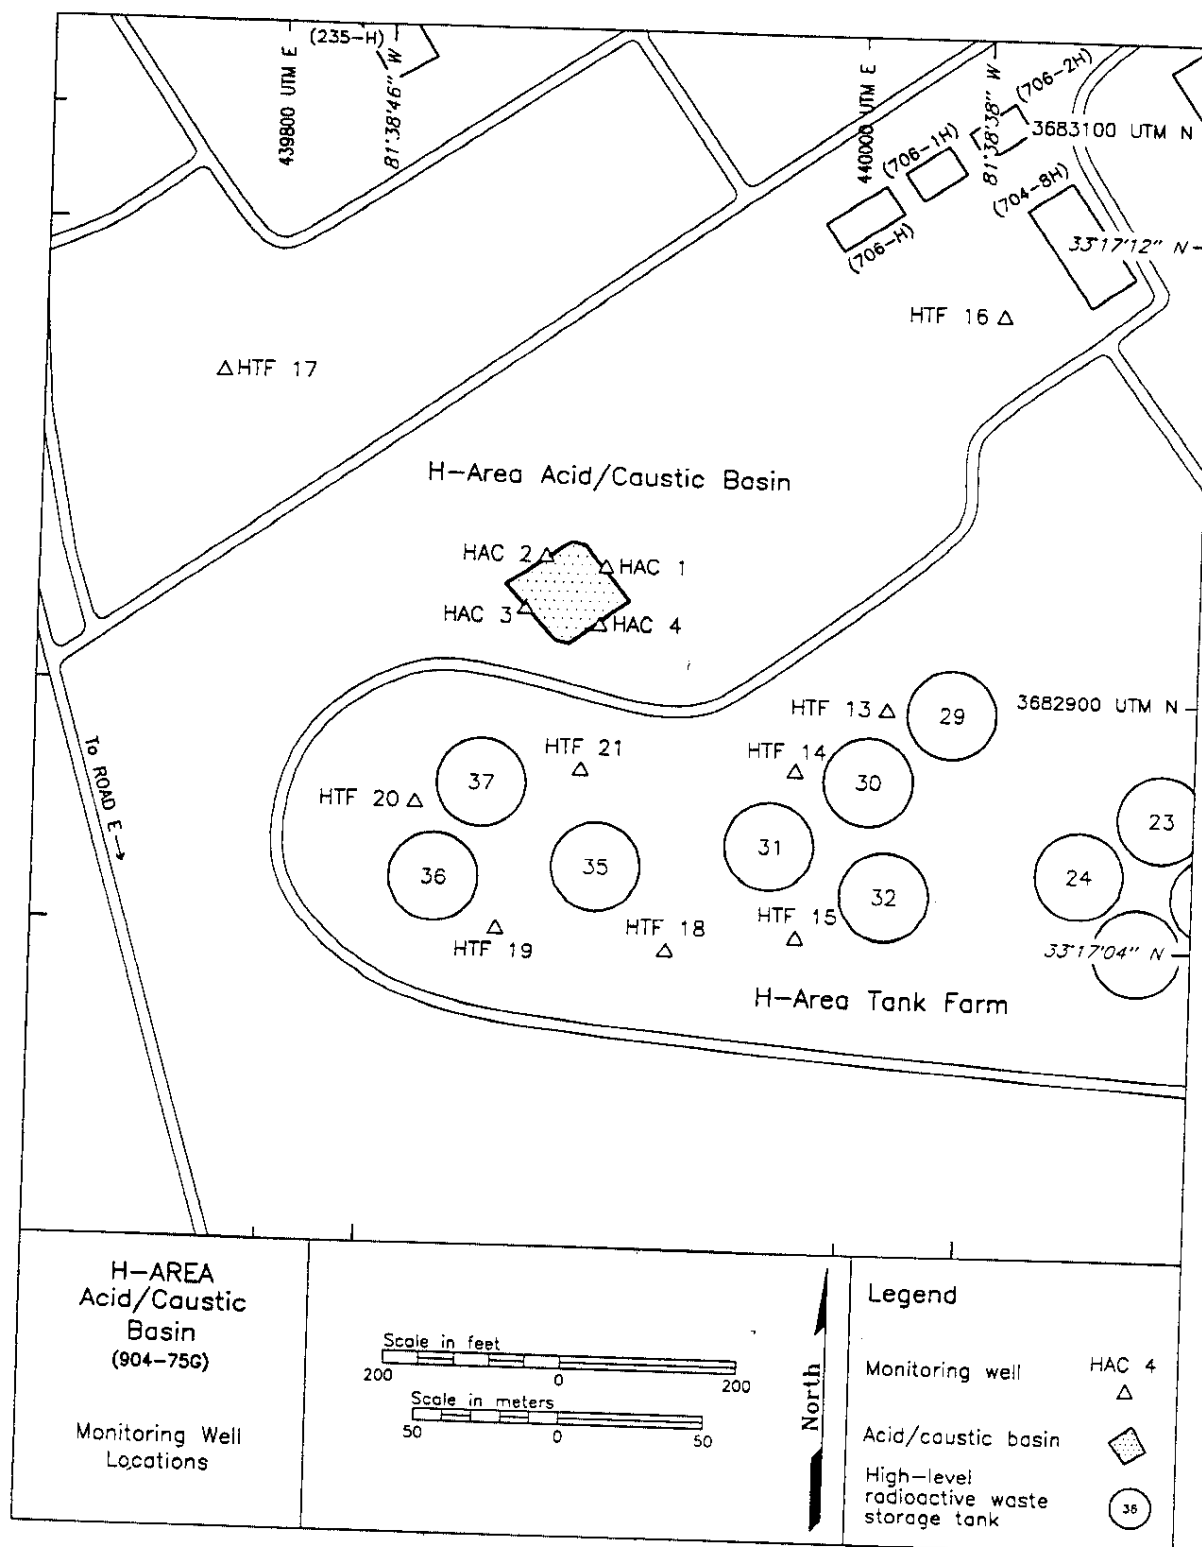 (235-H)
439800 UTM E
81°38'46" W
440000 UTM E
81°38'38" W
(706-2H)
3683100 UTM N
(706-1H)
(704-8H)
(706-H)
33°17'12" N
HTF 16
HTF 17
H-Area Acid/Caustic Basin
HAC 2
HAC 1
HAC 3
HAC 4
HTF 13
29
3682900 UTM N
HTF 21
HTF 14
37
30
HTF 20
23
31
35
36
24
32
To ROAD E
HTF 15
HTF 18
HTF 19
33°17'04" N
H-Area Tank Farm
H-AREA
Acid/Caustic
Basin
(904-75G)
Monitoring Well
Locations
Scale in feet
200 0 200
Scale in meters
50 0 50
North
Legend
Monitoring well
HAC 4
Acid/caustic basin
High-level
radioactive waste
storage tank